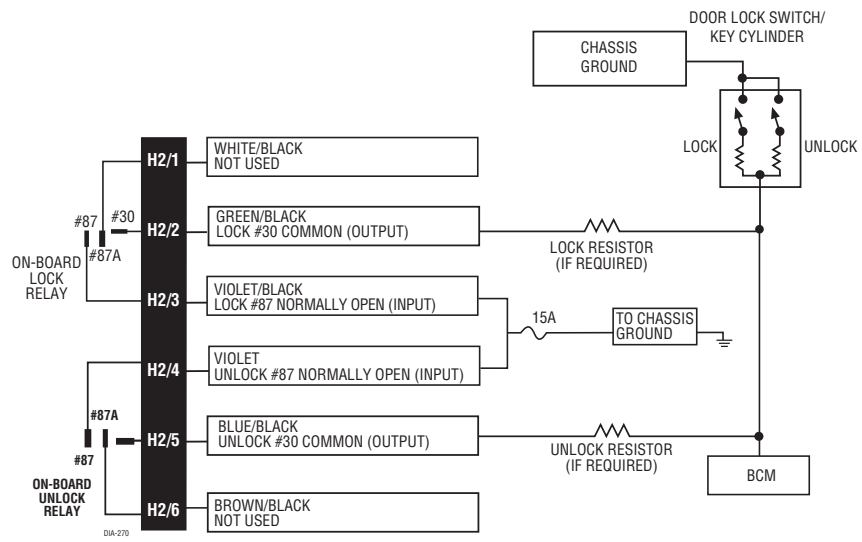 DOOR LOCK SWITCH/
KEY CYLINDER
CHASSIS
GROUND
LOCK
UNLOCK
H2/1
WHITE/BLACK
NOT USED
#87
#30
#87A
ON-BOARD
LOCK
RELAY
H2/2
GREEN/BLACK
LOCK #30 COMMON (OUTPUT)
LOCK RESISTOR
(IF REQUIRED)
H2/3
VIOLET/BLACK
LOCK #87 NORMALLY OPEN (INPUT)
15A
TO CHASSIS
GROUND
H2/4
VIOLET
UNLOCK #87 NORMALLY OPEN (INPUT)
#87A
#87
ON-BOARD
UNLOCK
RELAY
H2/5
BLUE/BLACK
UNLOCK #30 COMMON (OUTPUT)
UNLOCK RESISTOR
(IF REQUIRED)
BCM
H2/6
BROWN/BLACK
NOT USED
DIA-270